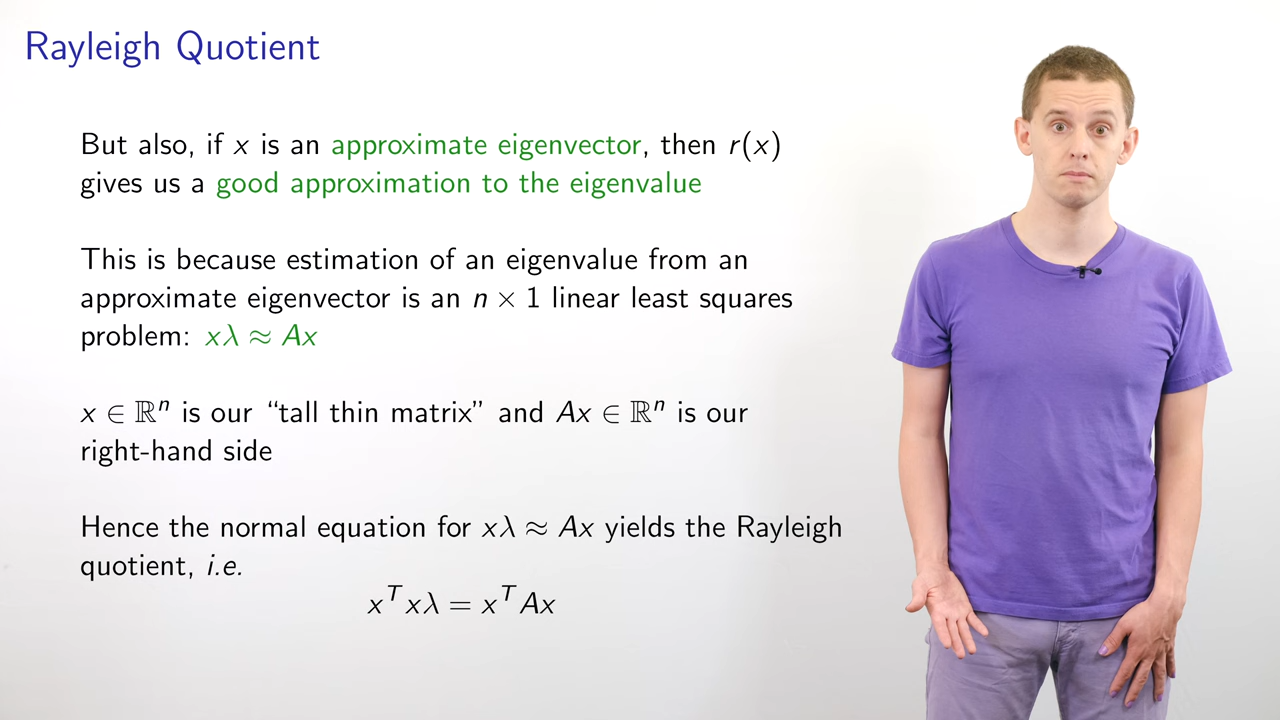 Rayleigh Quotient
But also, if x is an approximate eigenvector, then r(x)
gives us a good approximation to the eigenvalue
This is because estimation of an eigenvalue from an
approximate eigenvector is an n × 1 linear least squares
problem: xλ ≈ Ax
x ∈ ℝⁿ is our “tall thin matrix” and Ax ∈ ℝⁿ is our
right-hand side
Hence the normal equation for xλ ≈ Ax yields the Rayleigh
quotient, i.e.
xᵀxλ = xᵀAx